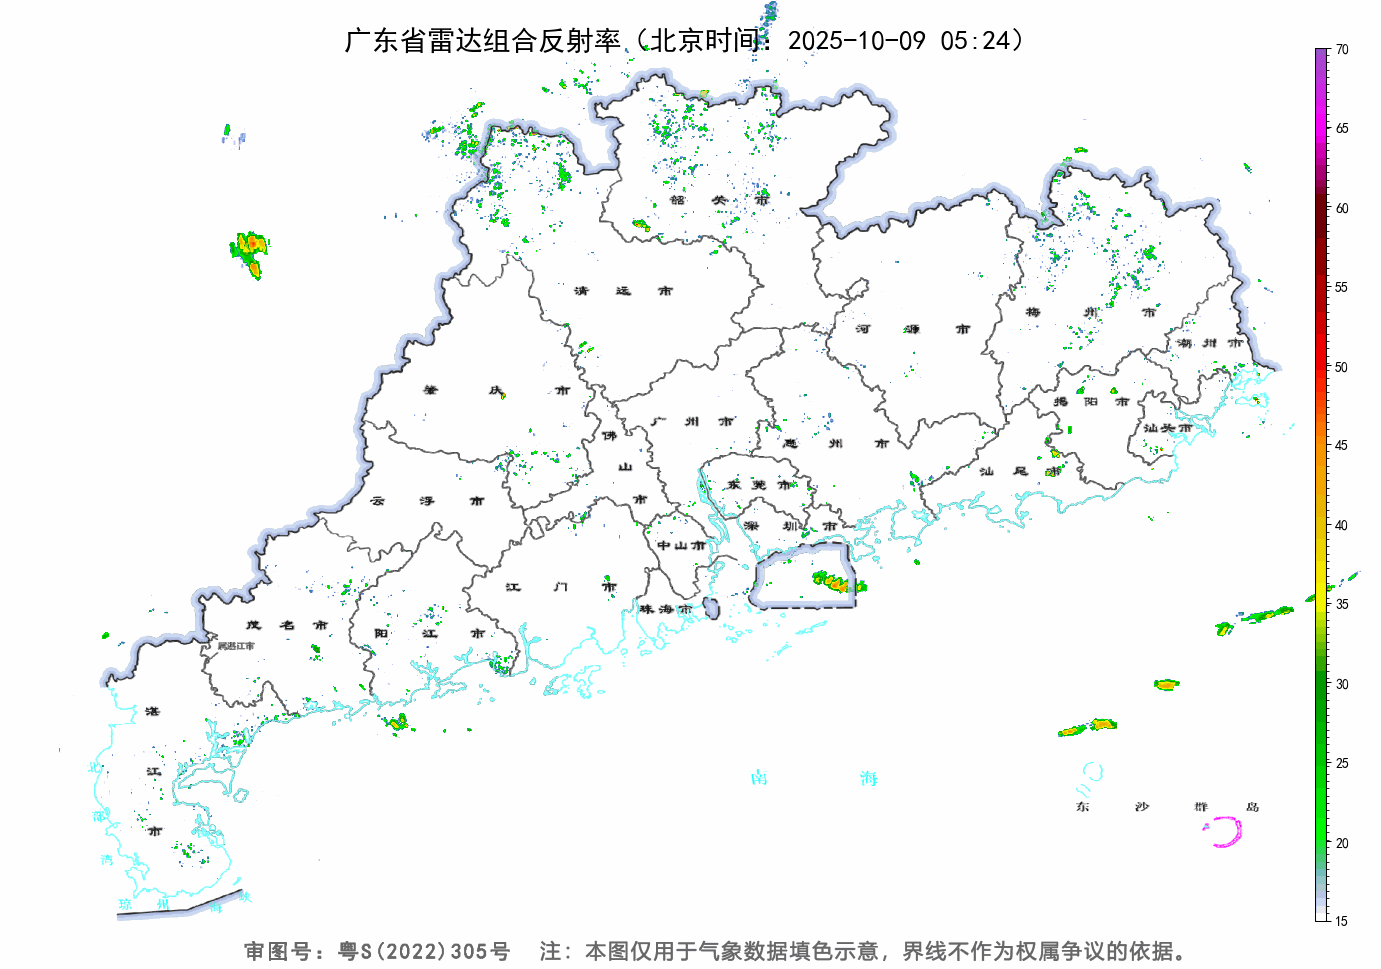 广东省雷达组合反射率（北京时间：2025-10-09 05:24）
70
65
60
55
50
45
40
35
30
25
20
15
韶关市
清远市
河源市
梅州市
潮州市
肇庆市
广州市
佛山市
惠州市
揭阳市
汕头市
汕尾市
云浮市
东莞市
深圳市
中山市
江门市
珠海市
茂名市
阳江市
属湛江市
湛江市
北部湾
琼州海峡
南海
东沙群岛
审图号：粤S(2022)305号 注：本图仅用于气象数据填色示意，界线不作为权属争议的依据。